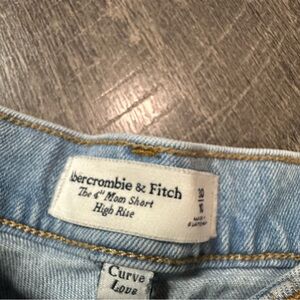 Abercrombie & Fitch
The 4" Mom Short
High Rise
Curve
Love